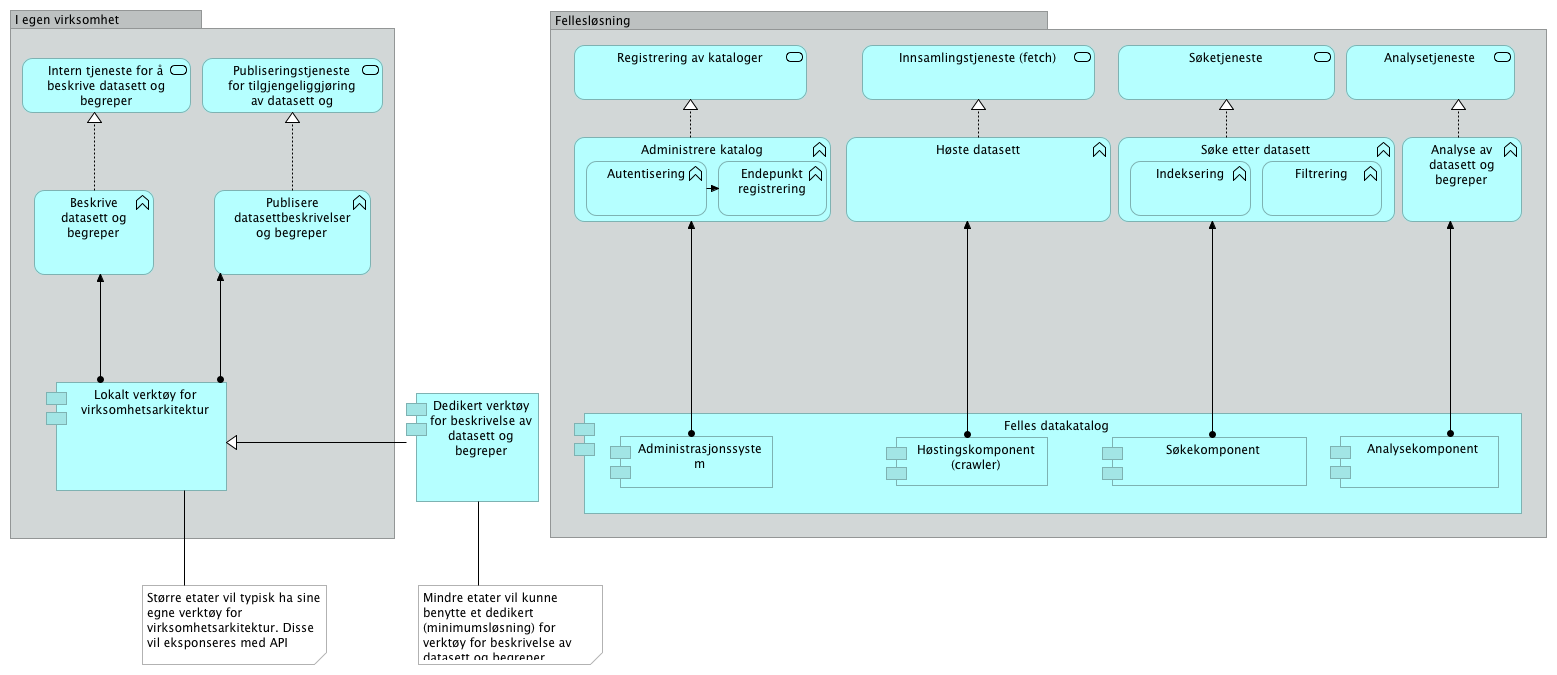 I egen virksomhet
Intern tjeneste for å
beskrive datasett og
begreper
Publiseringstjeneste
for tilgjengeliggjøring
av datasett og
Beskrive
datasett og
begreper
Publisere
datasettbeskrivelser
og begreper
Lokalt verktøy for
virksomhetsarkitektur
Dedikert verktøy
for beskrivelse av
datasett og
begreper
Større etater vil typisk ha sine
egne verktøy for
virksomhetsarkitektur. Disse
vil eksponseres med API
Mindre etater vil kunne
benytte et dedikert
(minimumsløsning) for
verktøy for beskrivelse av
datasett og begreper
Fellesløsning
Registrering av kataloger
Innsamlingstjeneste (fetch)
Søketjeneste
Analysetjeneste
Administrere katalog
Autentisering
Endepunkt
registrering
Høste datasett
Søke etter datasett
Indeksering
Filtrering
Analyse av
datasett og
begreper
Felles datakatalog
Administrasjonssyste
m
Høstingskomponent
(crawler)
Søkekomponent
Analysekomponent